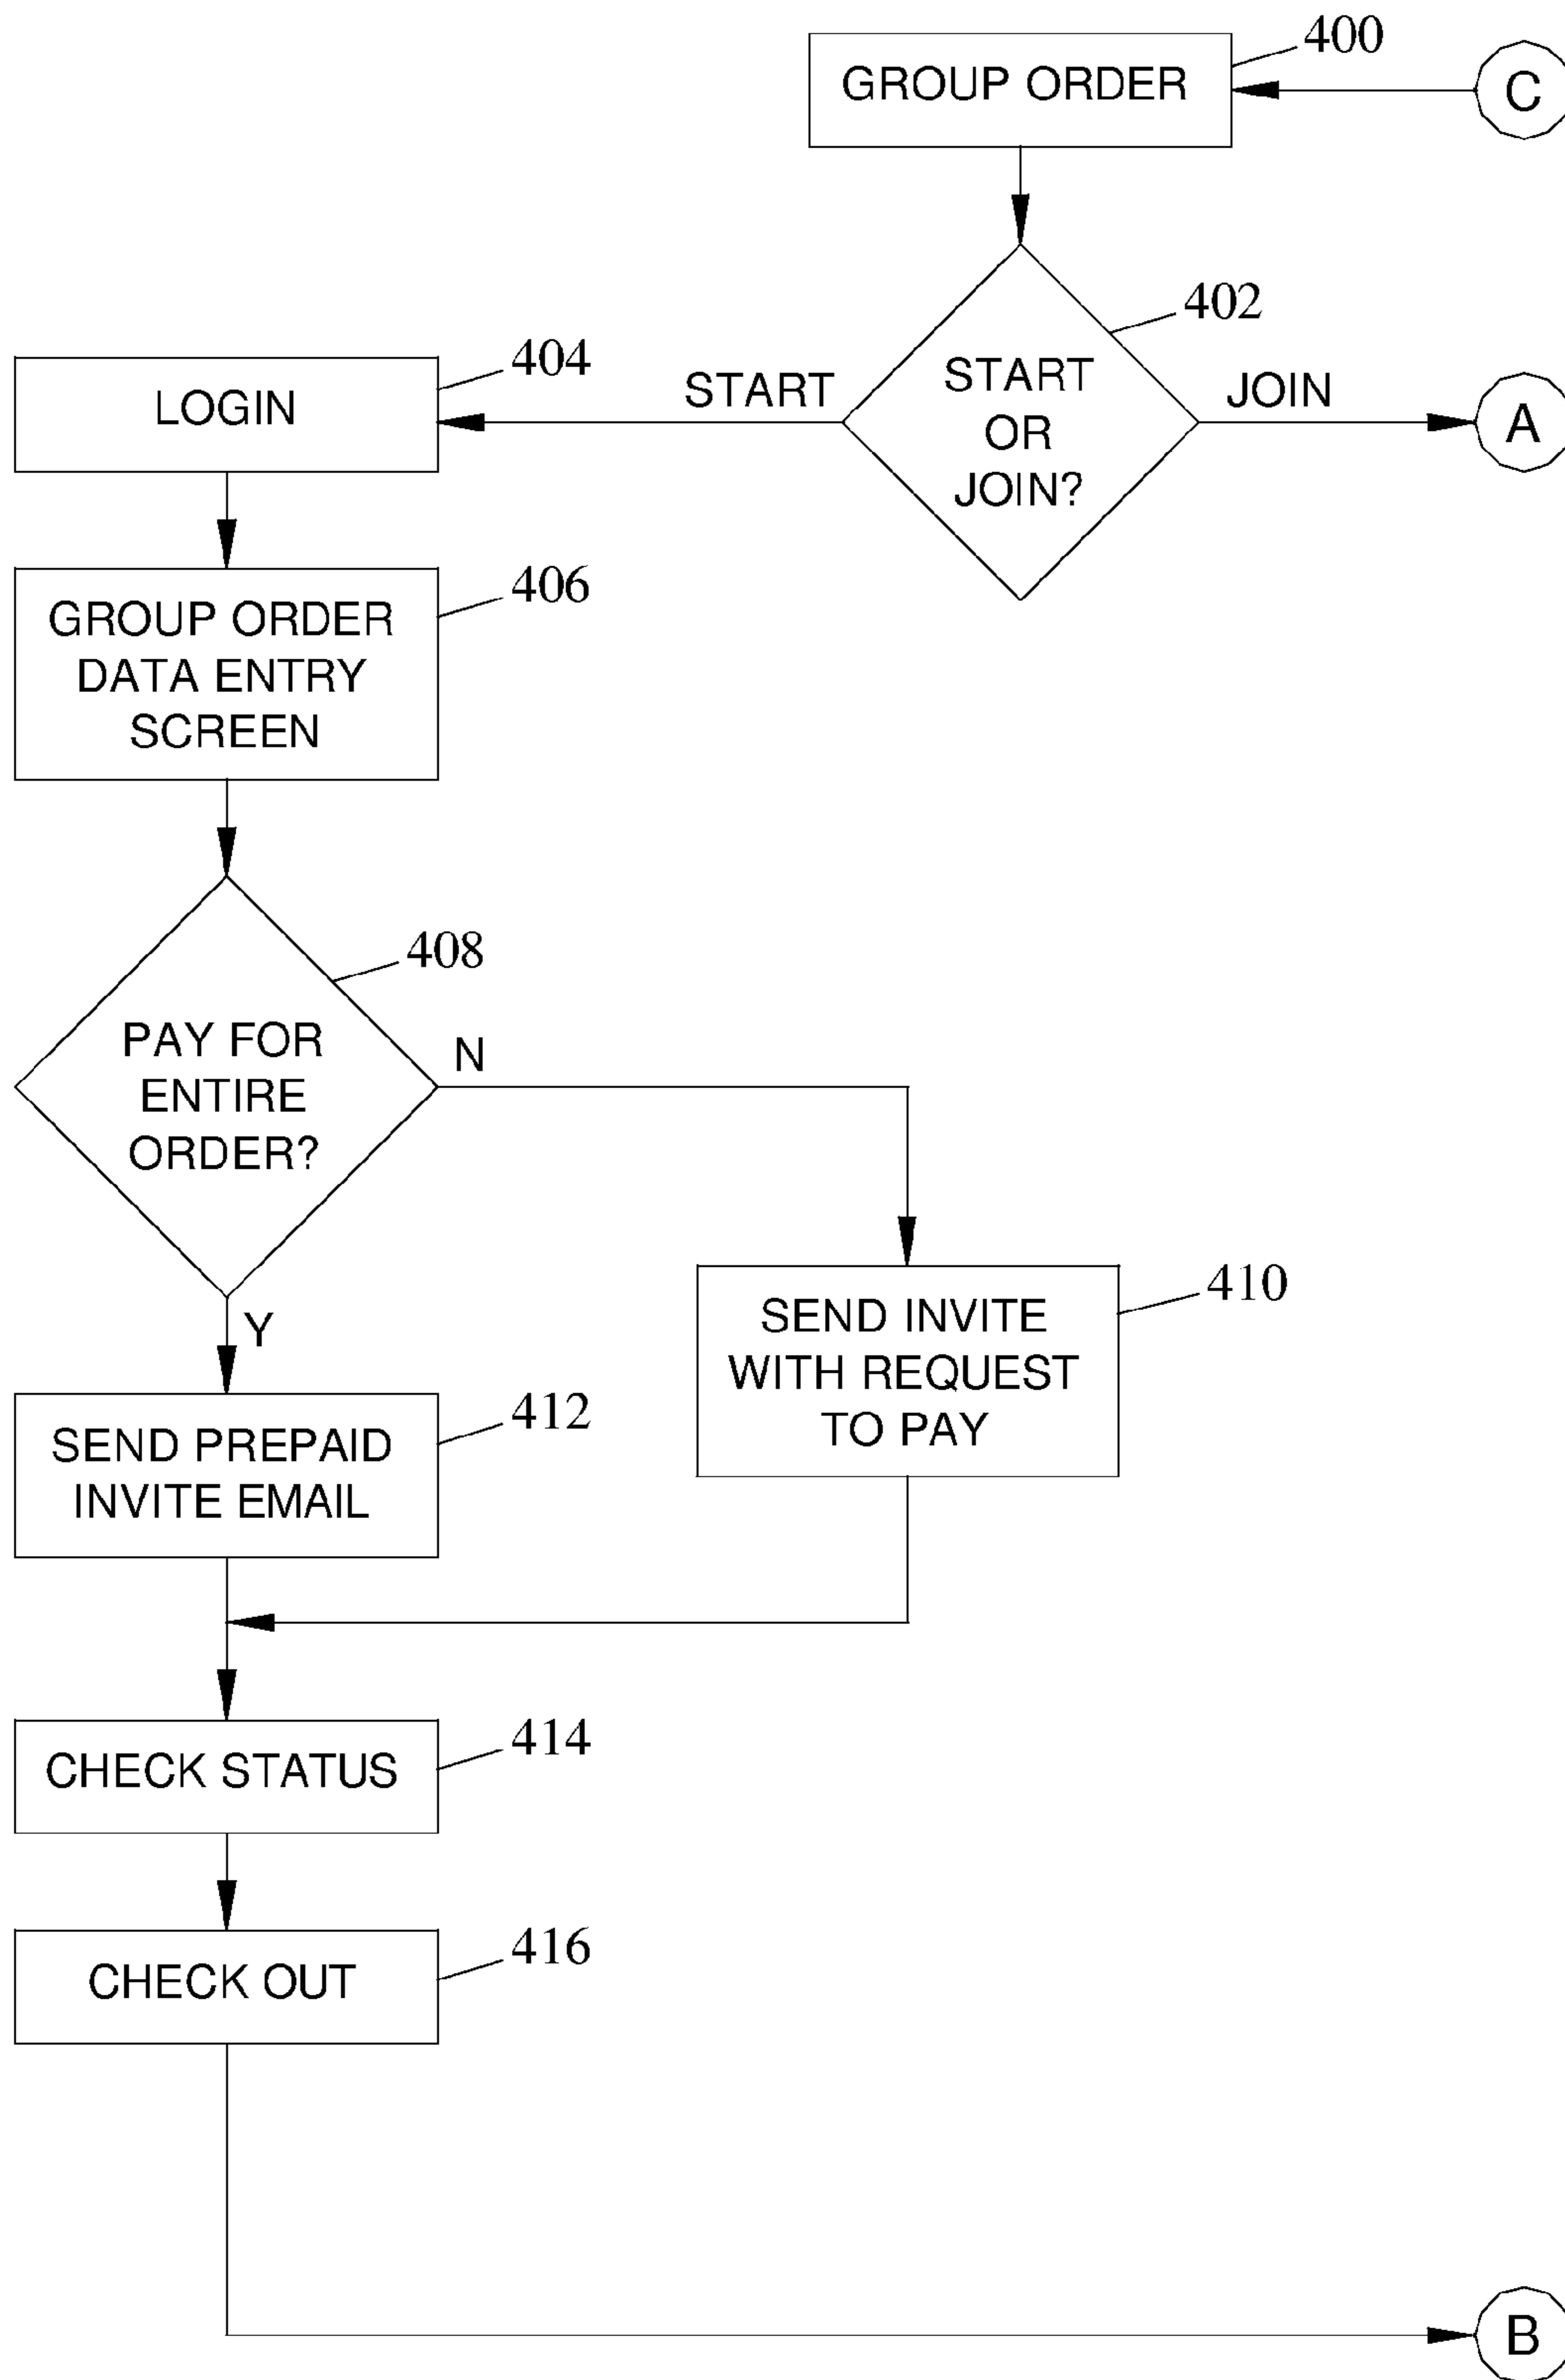 400
GROUP ORDER
C
402
START
OR
JOIN?
START
JOIN
A
404
LOGIN
406
GROUP ORDER
DATA ENTRY
SCREEN
408
PAY FOR
ENTIRE
ORDER?
N
Y
410
SEND INVITE
WITH REQUEST
TO PAY
412
SEND PREPAID
INVITE EMAIL
414
CHECK STATUS
416
CHECK OUT
B